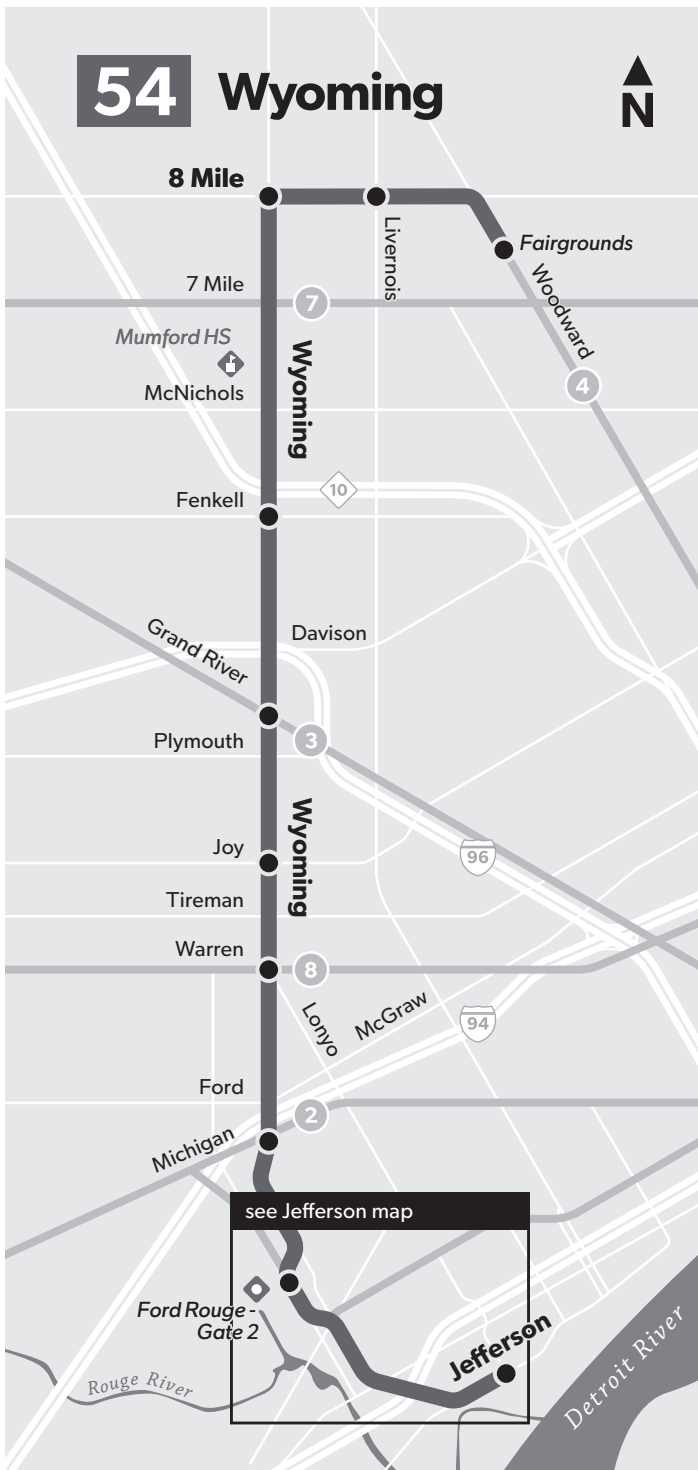 54 Wyoming
N
8 Mile
Livernois
Fairgrounds
Woodward
7 Mile
7
Mumford HS
Wyoming
4
McNichols
10
Fenkell
Davison
Grand River
Plymouth
3
Wyoming
Joy
96
Tireman
Warren
8
Lonyo
McGraw
94
Ford
2
Michigan
see Jefferson map
Ford Rouge -
Gate 2
Jefferson
Rouge River
Detroit River